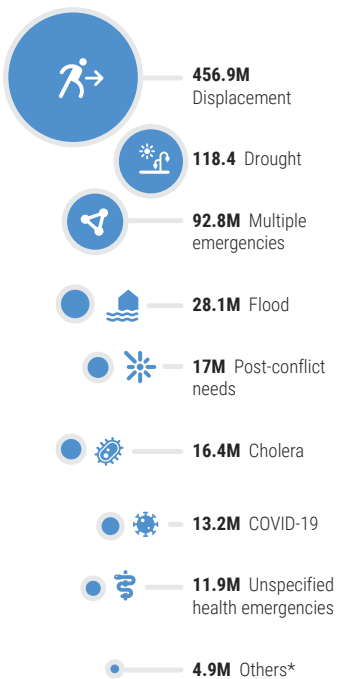 456.9M
Displacement
118.4 Drought
92.8M Multiple
emergencies
28.1M Flood
17M Post-conflict
needs
16.4M Cholera
13.2M COVID-19
11.9M Unspecified
health emergencies
4.9M Others*